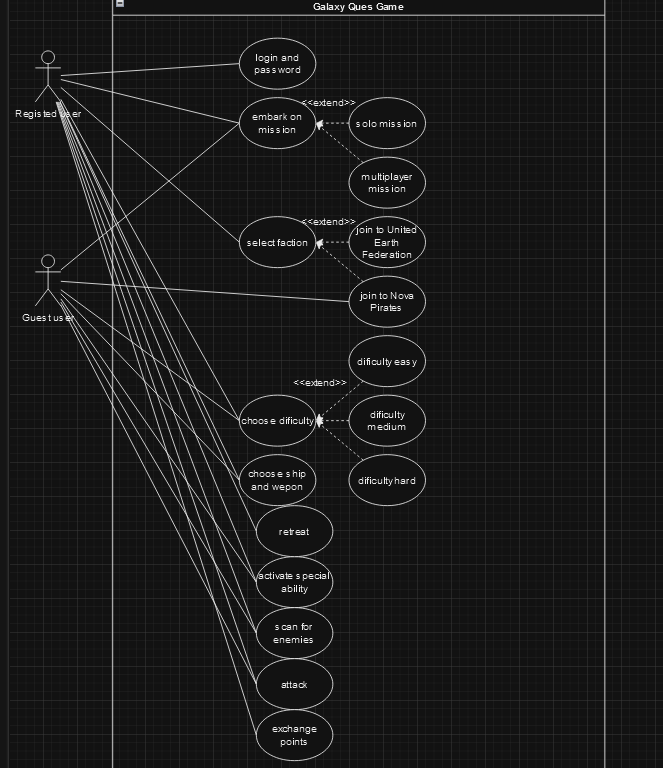 Galaxy Ques Game
login and
password
Registed user
embark on
mission
<<extend>>
solo mission
multiplayer
mission
select faction
<<extend>>
join to United
Earth
Federation
join to Nova
Pirates
Guest user
dificulty easy
<<extend>>
choose dificulty
dificulty
medium
dificulty hard
choose ship
and wepon
retreat
activate special
ability
scan for
enemies
attack
exchange
points